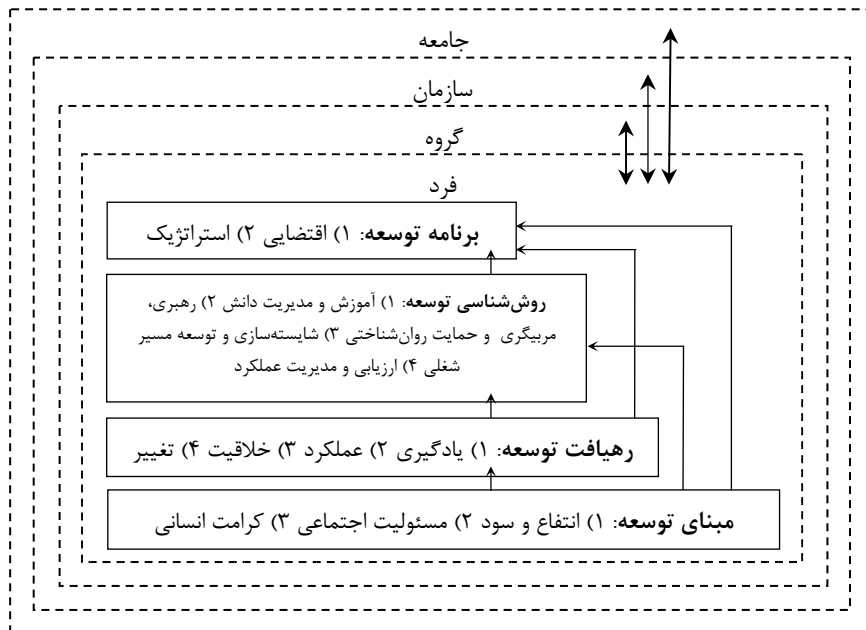 جامعه
سازمان
گروه
فرد
برنامه توسعه: ۱) اقتضایی ۲) استراتژیک
روش‌شناسی توسعه: ۱) آموزش و مدیریت دانش ۲) رهبری،
مربیگری و حمایت روان‌شناختی ۳) شایسته‌سازی و توسعه مسیر
شغلی ۴) ارزیابی و مدیریت عملکرد
رهیافت توسعه: ۱) یادگیری ۲) عملکرد ۳) خلاقیت ۴) تغییر
مبنای توسعه: ۱) انتفاع و سود ۲) مسئولیت اجتماعی ۳) کرامت انسانی